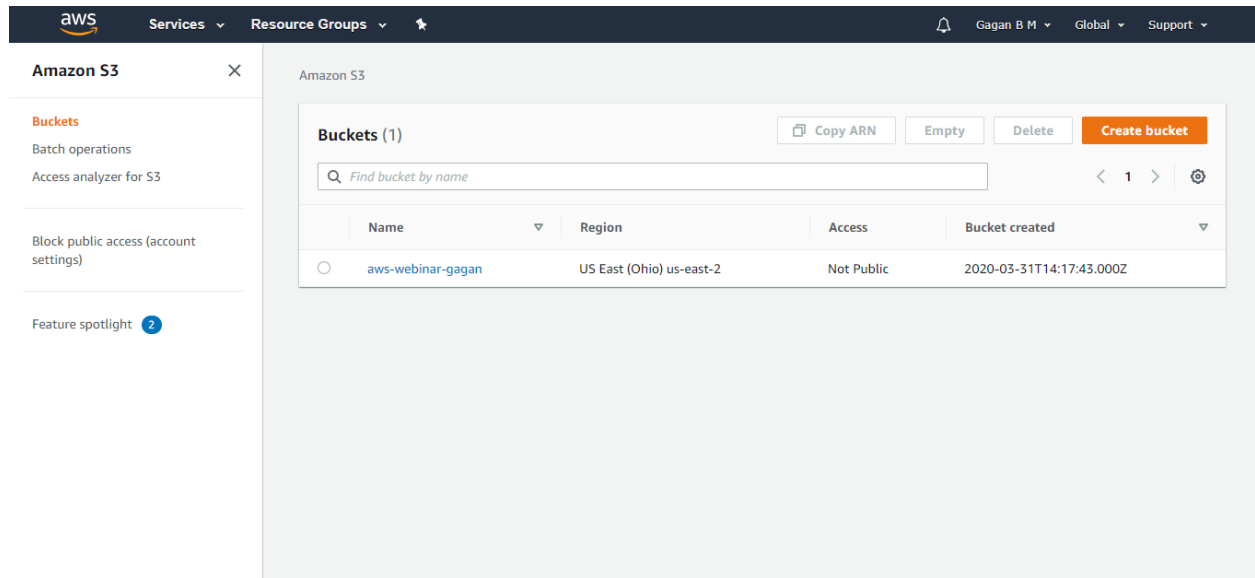 aws Services Resource Groups Gagan B M Global Support
Amazon S3
Buckets
Batch operations
Access analyzer for S3
Block public access (account
settings)
Feature spotlight 2
Amazon S3
Buckets (1) Copy ARN Empty Delete Create bucket
Find bucket by name 1
Name Region Access Bucket created
aws-webinar-gagan US East (Ohio) us-east-2 Not Public 2020-03-31T14:17:43.000Z